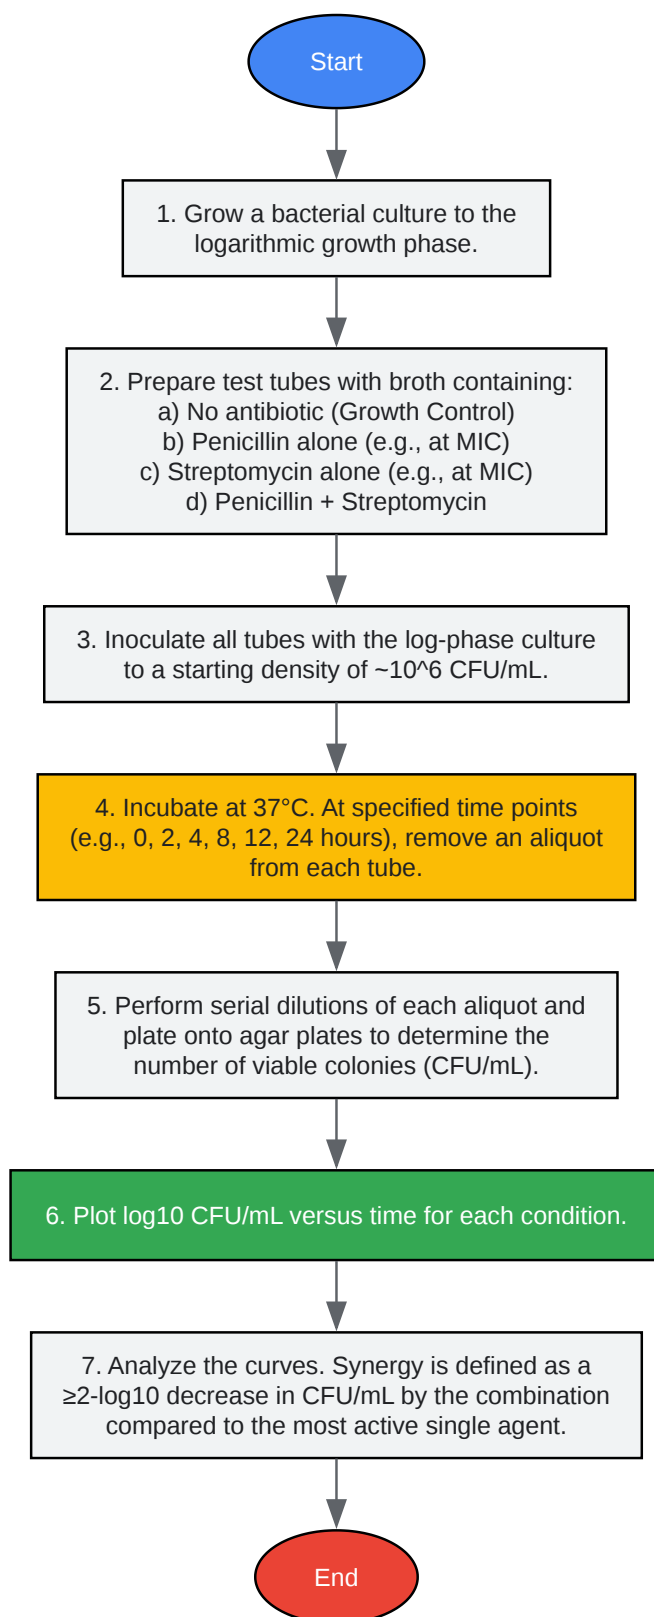 Start
1. Grow a bacterial culture to the
logarithmic growth phase.
2. Prepare test tubes with broth containing:
a) No antibiotic (Growth Control)
b) Penicillin alone (e.g., at MIC)
c) Streptomycin alone (e.g., at MIC)
d) Penicillin + Streptomycin
3. Inoculate all tubes with the log-phase culture
to a starting density of ~10^6 CFU/mL.
4. Incubate at 37°C. At specified time points
(e.g., 0, 2, 4, 8, 12, 24 hours), remove an aliquot
from each tube.
5. Perform serial dilutions of each aliquot and
plate onto agar plates to determine the
number of viable colonies (CFU/mL).
6. Plot log10 CFU/mL versus time for each condition.
7. Analyze the curves. Synergy is defined as a
≥2-log10 decrease in CFU/mL by the combination
compared to the most active single agent.
End